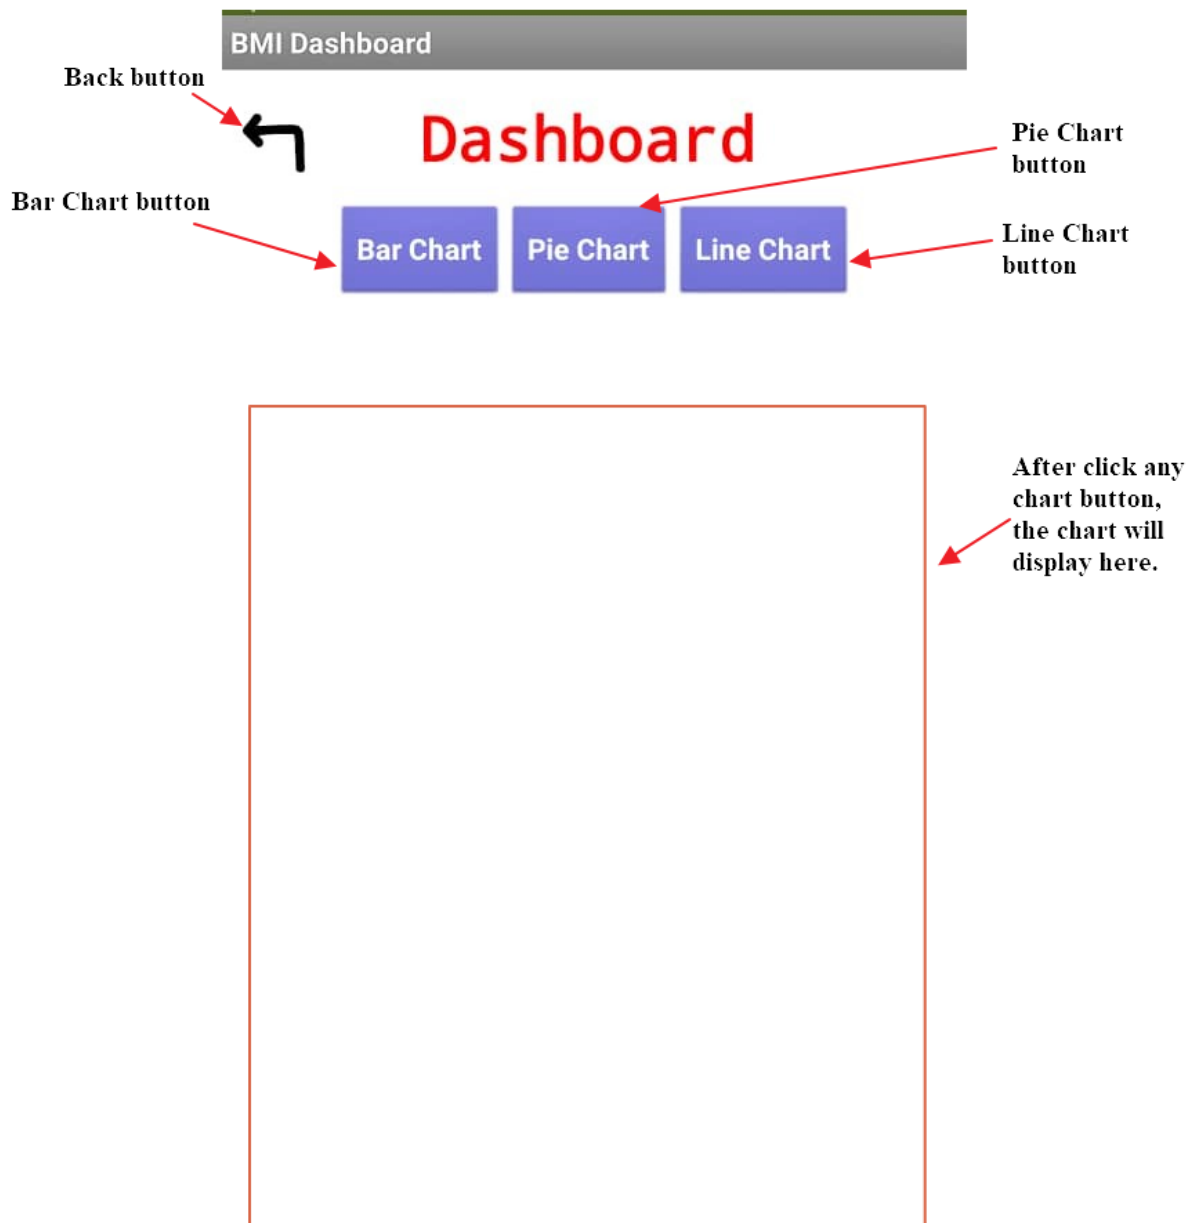 BMI Dashboard
Back button
Dashboard
Pie Chart
button
Bar Chart button
Bar Chart
Pie Chart
Line Chart
Line Chart
button
After click any
chart button,
the chart will
display here.